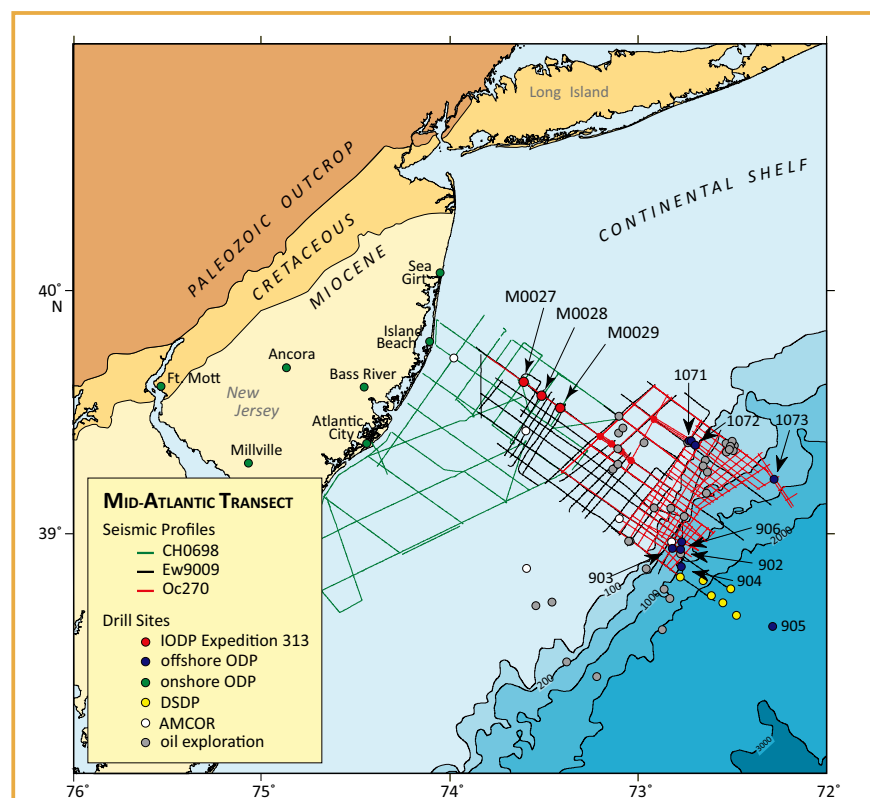 Long Island
PALEOZOIC OUTCROP
CRETACEOUS
MIOCENE
CONTINENTAL SHELF
40°
N
39°
Sea
Girt
Island
Beach
Ancora
Ft. Mott
Bass River
New
Jersey
Atlantic
City
Millville
M0027
M0028
M0029
1071
1072
1073
906
902
903
904
905
100
200
1000
2000
3000
MID-ATLANTIC TRANSECT
Seismic Profiles
CH0698
Ew9009
Oc270
Drill Sites
IODP Expedition 313
offshore ODP
onshore ODP
DSDP
AMCOR
oil exploration
76°
75°
74°
73°
72°